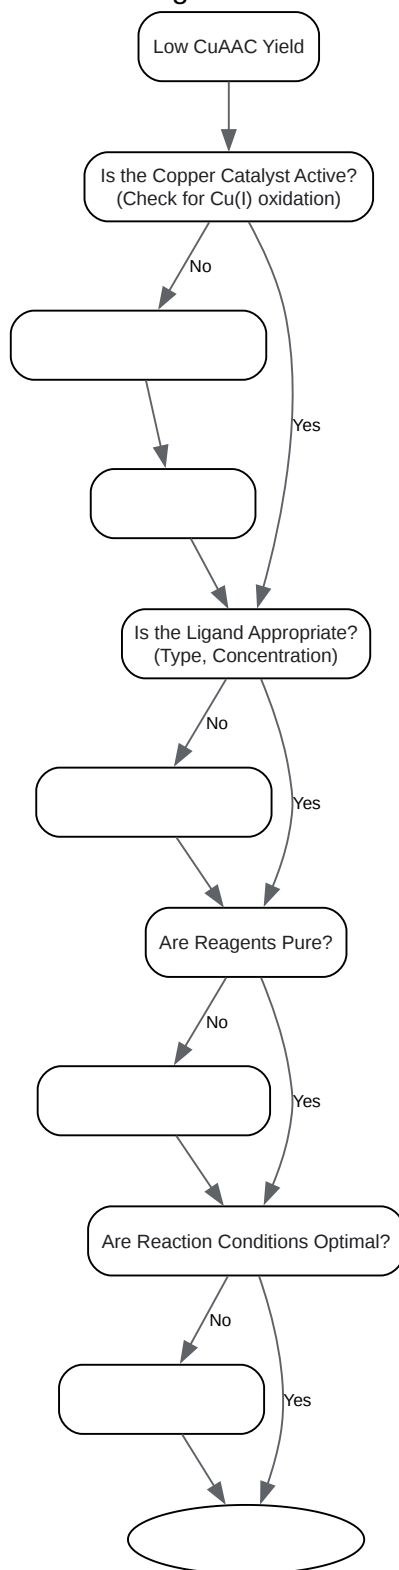 Low CuAAC Yield
Is the Copper Catalyst Active?
(Check for Cu(I) oxidation)
No
Yes
Is the Ligand Appropriate?
(Type, Concentration)
No
Yes
Are Reagents Pure?
No
Yes
Are Reaction Conditions Optimal?
No
Yes